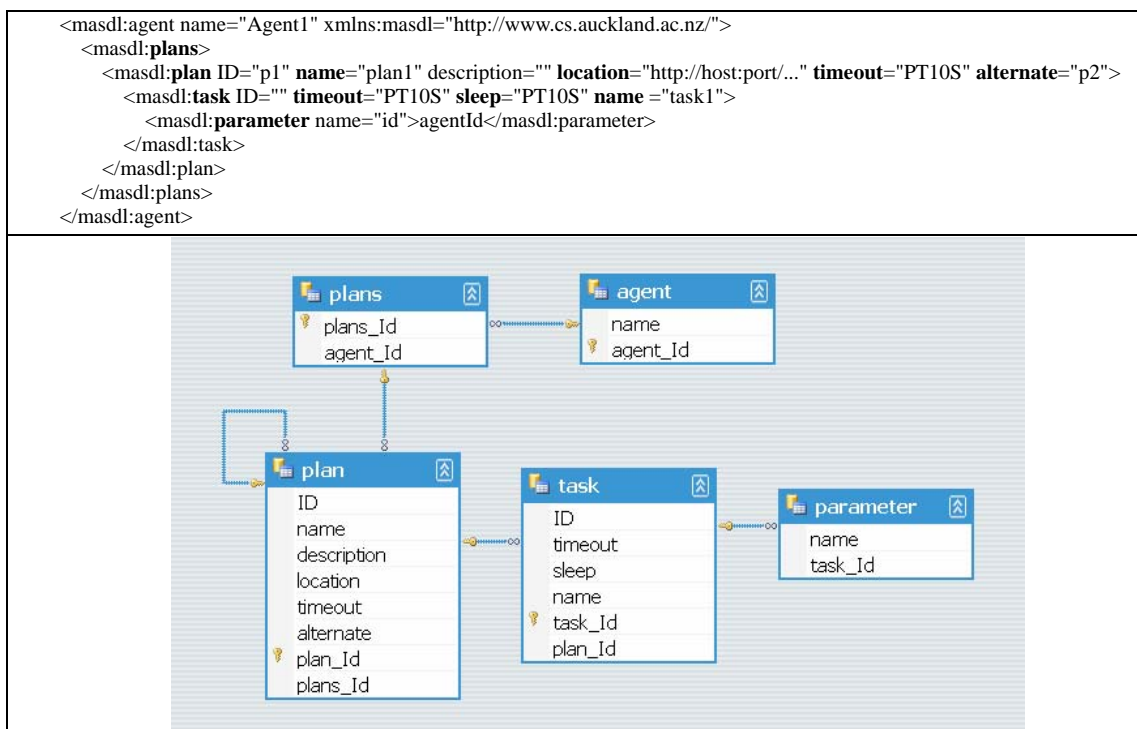 <masdl:agent name="Agent1" xmlns:masdl="http://www.cs.auckland.ac.nz/">
<masdl:plans>
<masdl:plan ID="p1" name="plan1" description="" location="http://host:port/..." timeout="PT10S" alternate="p2">
<masdl:task ID="" timeout="PT10S" sleep="PT10S" name ="task1">
<masdl:parameter name="id">agentId</masdl:parameter>
</masdl:task>
</masdl:plan>
</masdl:plans>
</masdl:agent>
plans
plans_Id
agent_Id
agent
name
agent_Id
plan
ID
name
description
location
timeout
alternate
plan_Id
plans_Id
task
ID
timeout
sleep
name
task_Id
plan_Id
parameter
name
task_Id